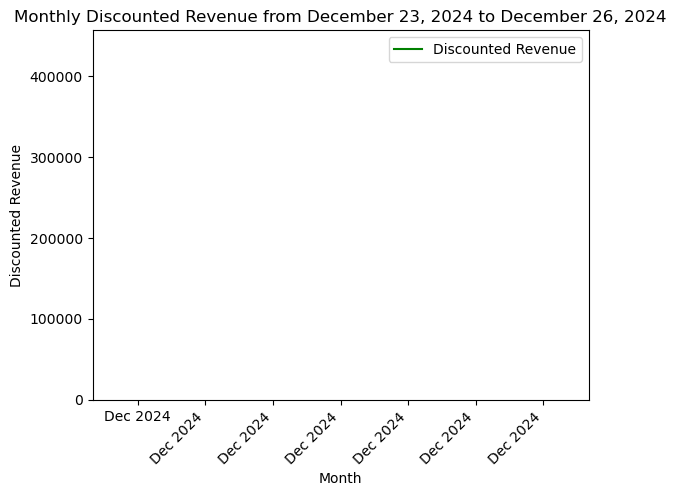 Monthly Discounted Revenue from December 23, 2024 to December 26, 2024
Discounted Revenue
400000
300000
200000
100000
0
Discounted Revenue
Dec 2024
Dec 2024
Dec 2024
Dec 2024
Dec 2024
Dec 2024
Dec 2024
Month